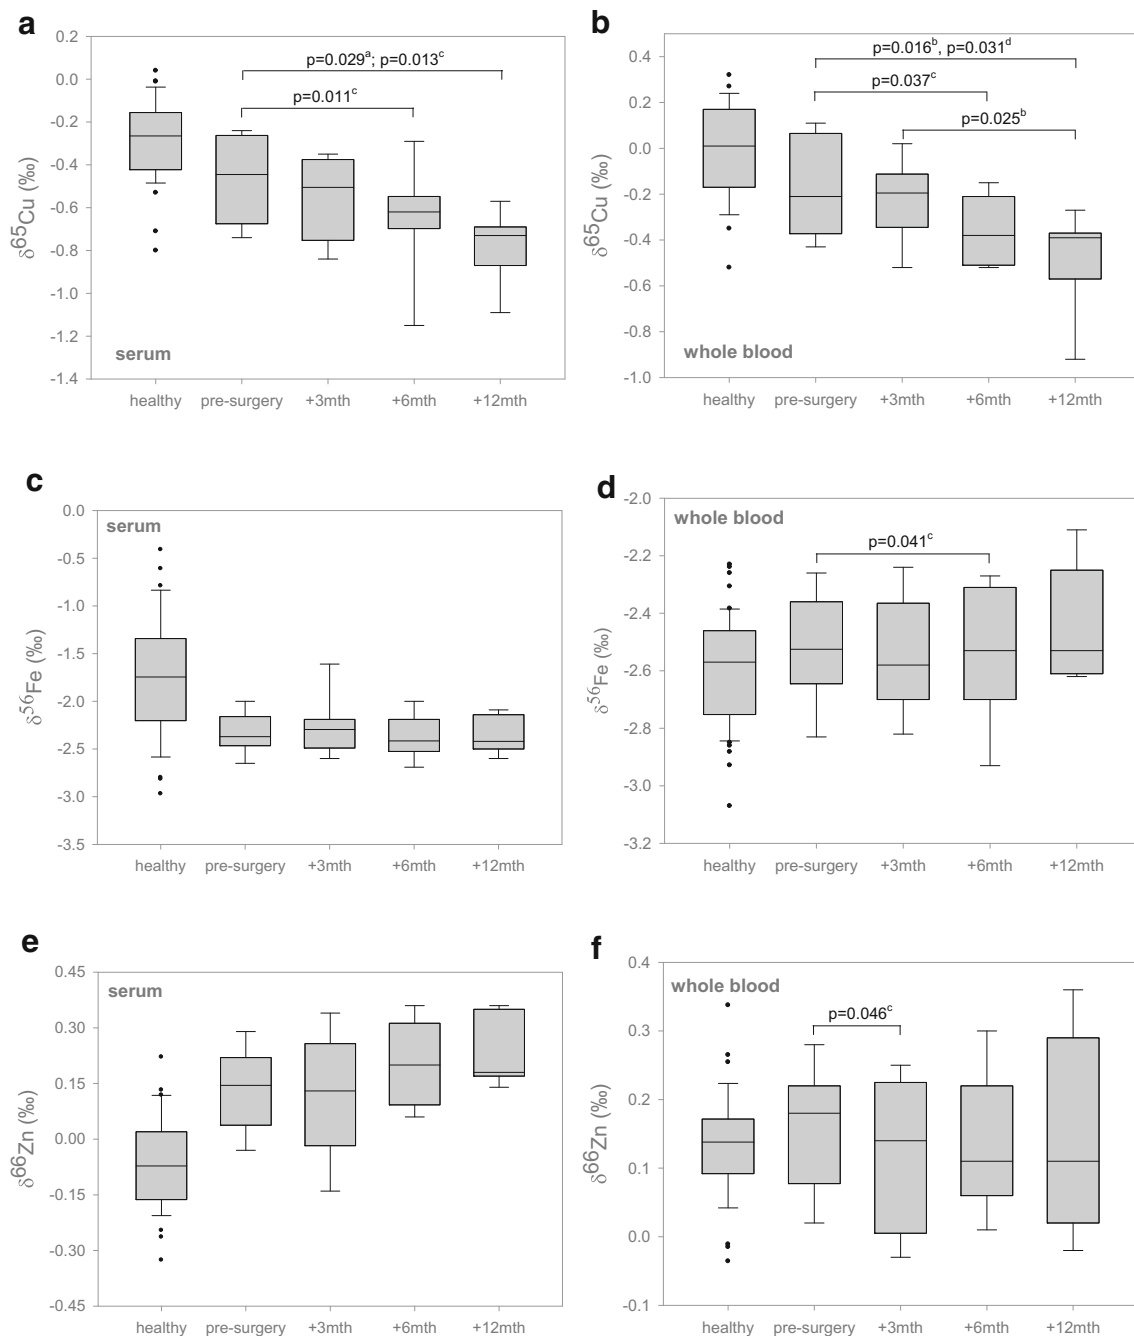 a
0.2
0.0
-0.2
-0.4
-0.6
-0.8
-1.0
-1.2
-1.4
δ65Cu (‰)
p=0.029a; p=0.013c
p=0.011c
serum
healthy pre-surgery +3mth +6mth +12mth
b
0.4
0.2
0.0
-0.2
-0.4
-0.6
-0.8
-1.0
δ65Cu (‰)
p=0.016b, p=0.031d
p=0.037c
p=0.025b
whole blood
healthy pre-surgery +3mth +6mth +12mth
c
0.0
-0.5
-1.0
-1.5
-2.0
-2.5
-3.0
-3.5
δ56Fe (‰)
serum
healthy pre-surgery +3mth +6mth +12mth
d
-2.0
-2.2
-2.4
-2.6
-2.8
-3.0
-3.2
δ56Fe (‰)
whole blood
p=0.041c
healthy pre-surgery +3mth +6mth +12mth
e
0.45
0.30
0.15
0.00
-0.15
-0.30
-0.45
δ66Zn (‰)
serum
healthy pre-surgery +3mth +6mth +12mth
f
0.4
0.3
0.2
0.1
0.0
-0.1
δ66Zn (‰)
whole blood
p=0.046c
healthy pre-surgery +3mth +6mth +12mth